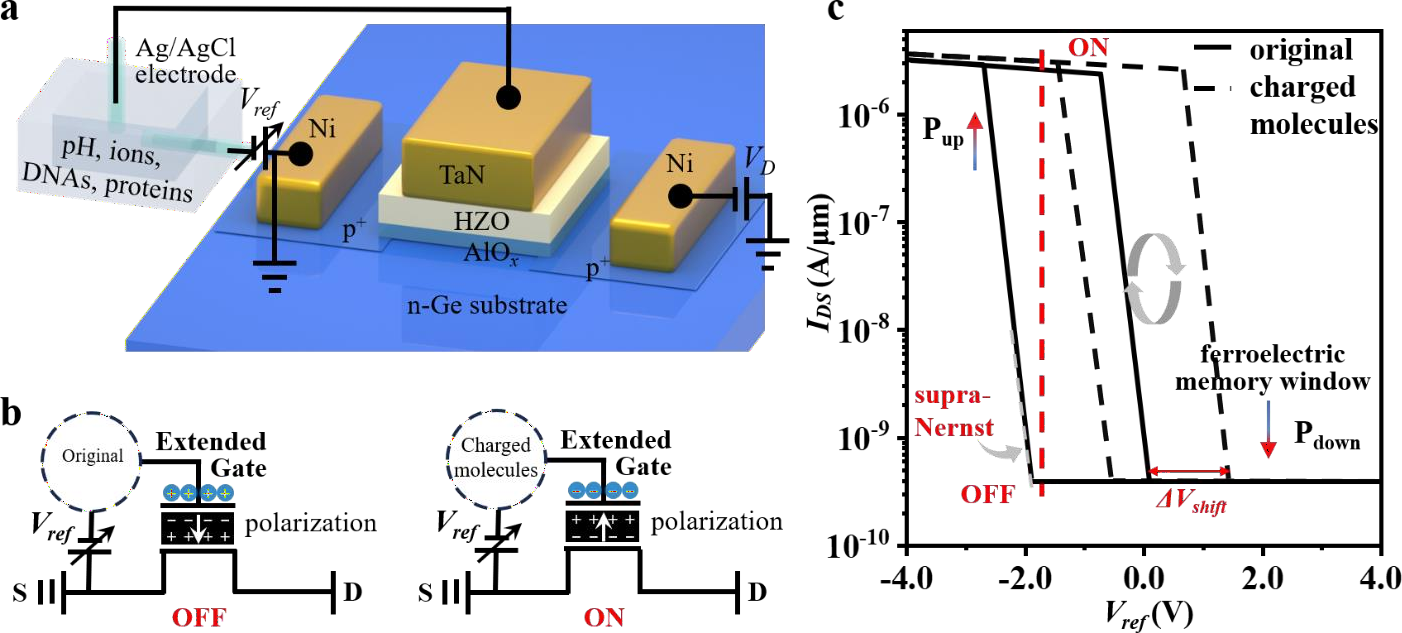 a
Ag/AgCl
electrode
V_ref
pH, ions,
DNAs, proteins
Ni
TaN
HZO
AlO_x
p^+
Ni
V_D
p^+
n-Ge substrate
b
Original
Extended
Gate
+ + + +
− − − −
+ + + +
polarization
V_ref
S
D
OFF
Charged
molecules
Extended
Gate
− − − −
+ + + +
− − − −
polarization
V_ref
S
D
ON
c
ON
original
charged
molecules
P_up
ferroelectric
memory window
P_down
supra-
Nernst
OFF
ΔV_shift
I_DS (A/μm)
10^-6
10^-7
10^-8
10^-9
10^-10
-4.0 -2.0 0.0 2.0 4.0
V_ref (V)